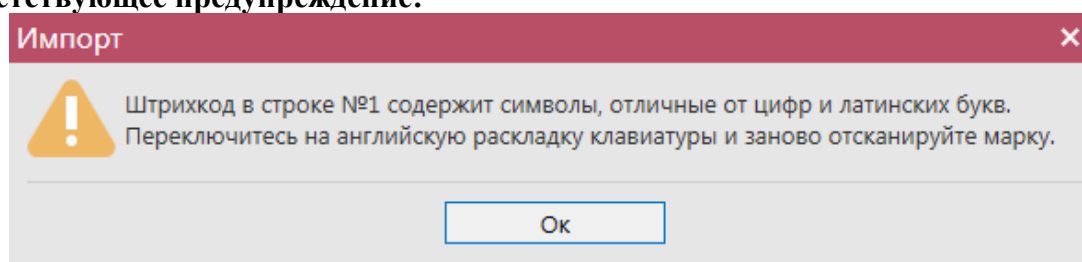 предупреждение:
Импорт
Штрихкод в строке №1 содержит символы, отличные от цифр и латинских букв.
Переключитесь на английскую раскладку клавиатуры и заново отсканируйте марку.
Ок